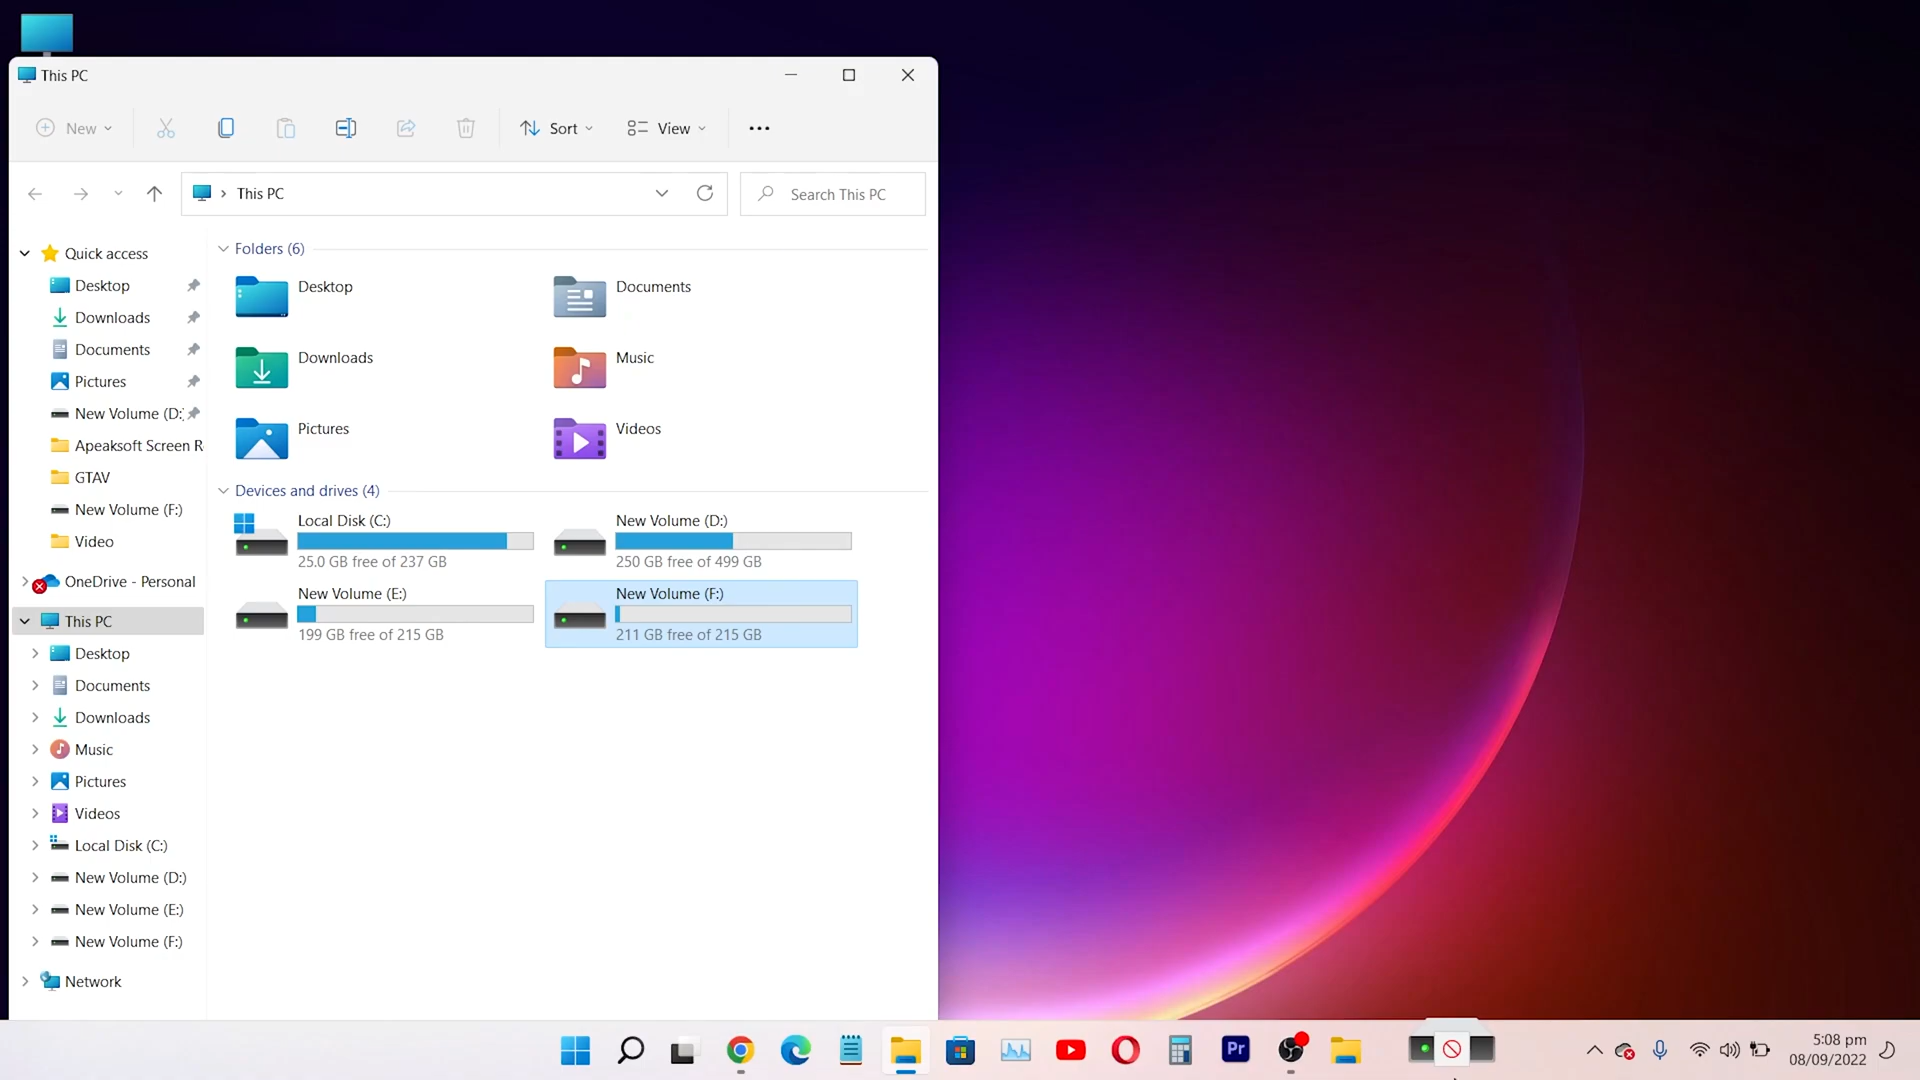 This PC
New
Sort
View
This PC
Search This PC
Quick access
Desktop
Downloads
Documents
Pictures
New Volume (D:)
Apeaksoft Screen R
GTAV
New Volume (F:)
Video
OneDrive - Personal
This PC
Desktop
Documents
Downloads
Music
Pictures
Videos
Local Disk (C:)
New Volume (D:)
New Volume (E:)
New Volume (F:)
Network
Folders (6)
Desktop
Documents
Downloads
Music
Pictures
Videos
Devices and drives (4)
Local Disk (C:)
25.0 GB free of 237 GB
New Volume (D:)
250 GB free of 499 GB
New Volume (E:)
199 GB free of 215 GB
New Volume (F:)
211 GB free of 215 GB
Pr
5:08 pm
08/09/2022